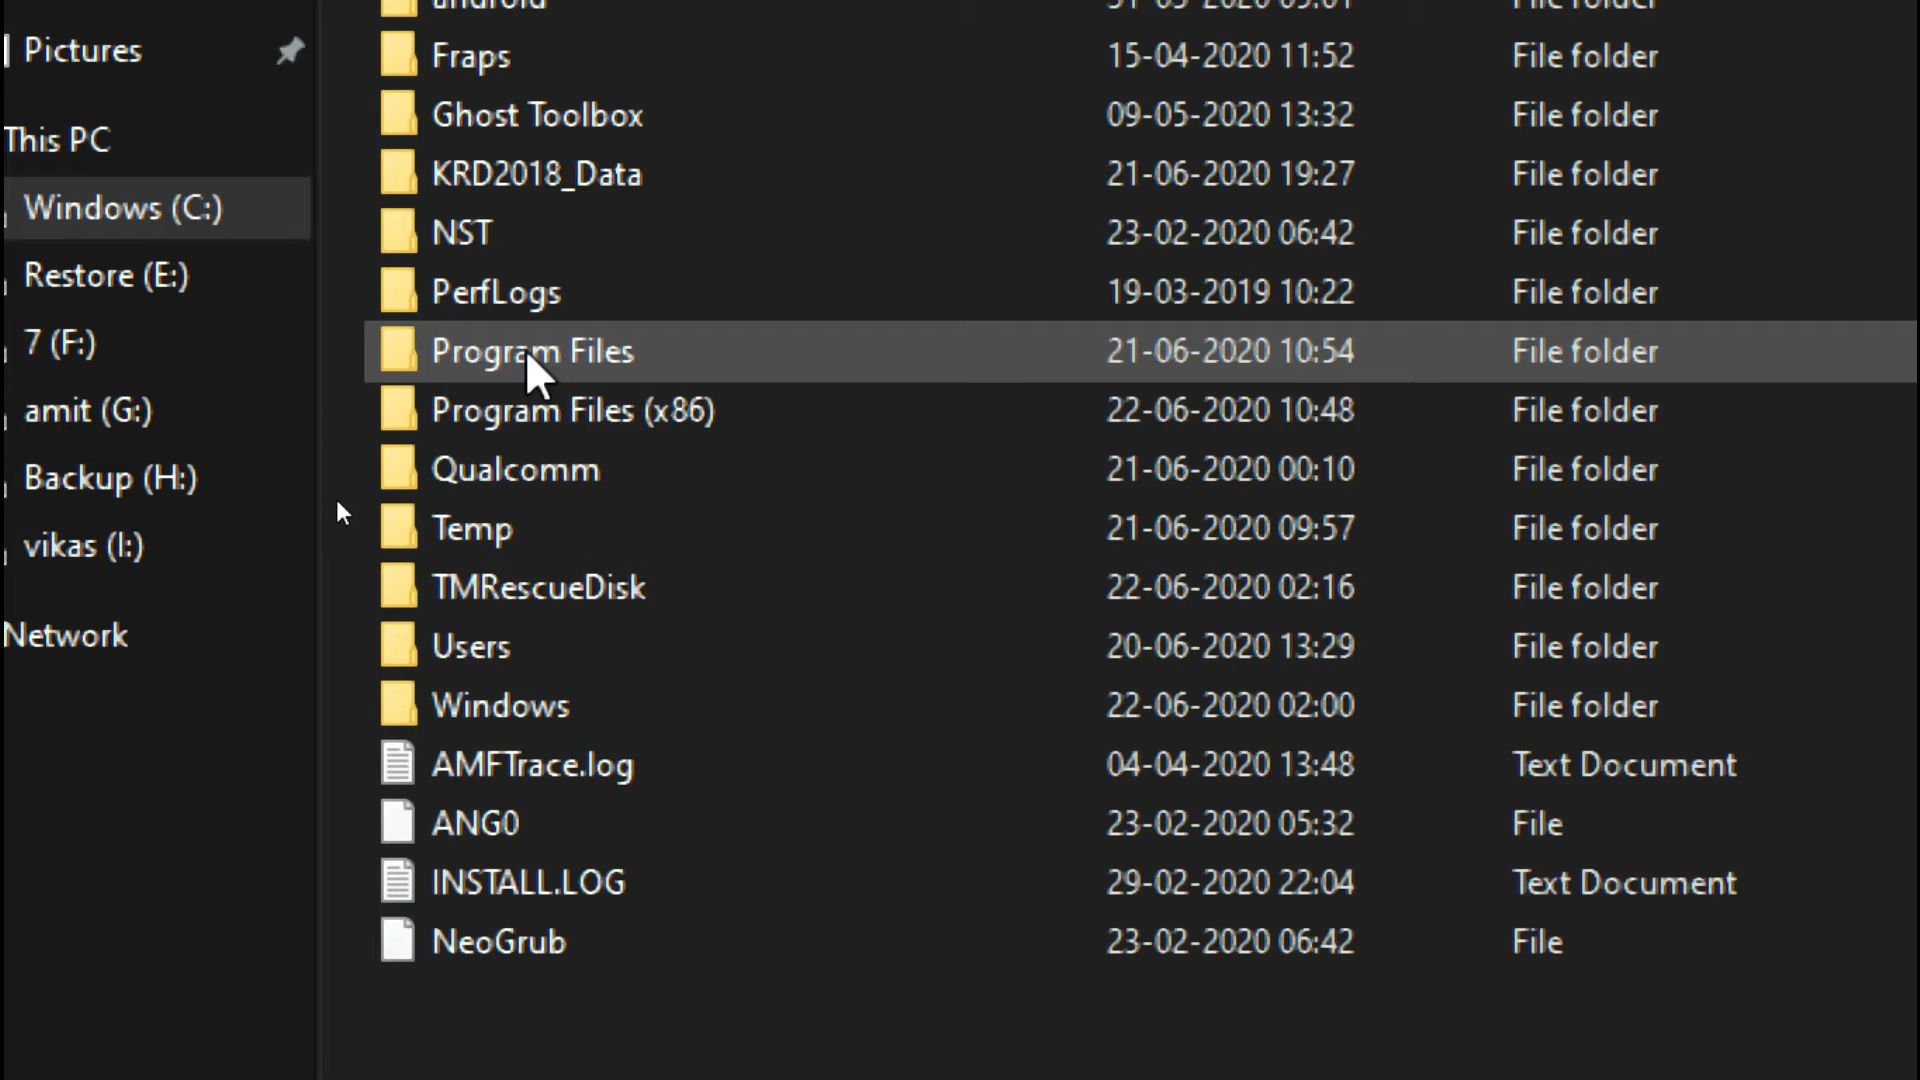 Pictures
This PC
Windows (C:)
Restore (E:)
7 (F:)
amit (G:)
Backup (H:)
vikas (I:)
Network
android 31-05-2020 05:01 File folder
Fraps 15-04-2020 11:52 File folder
Ghost Toolbox 09-05-2020 13:32 File folder
KRD2018_Data 21-06-2020 19:27 File folder
NST 23-02-2020 06:42 File folder
PerfLogs 19-03-2019 10:22 File folder
Program Files 21-06-2020 10:54 File folder
Program Files (x86) 22-06-2020 10:48 File folder
Qualcomm 21-06-2020 00:10 File folder
Temp 21-06-2020 09:57 File folder
TMRescueDisk 22-06-2020 02:16 File folder
Users 20-06-2020 13:29 File folder
Windows 22-06-2020 02:00 File folder
AMFTrace.log 04-04-2020 13:48 Text Document
ANG0 23-02-2020 05:32 File
INSTALL.LOG 29-02-2020 22:04 Text Document
NeoGrub 23-02-2020 06:42 File